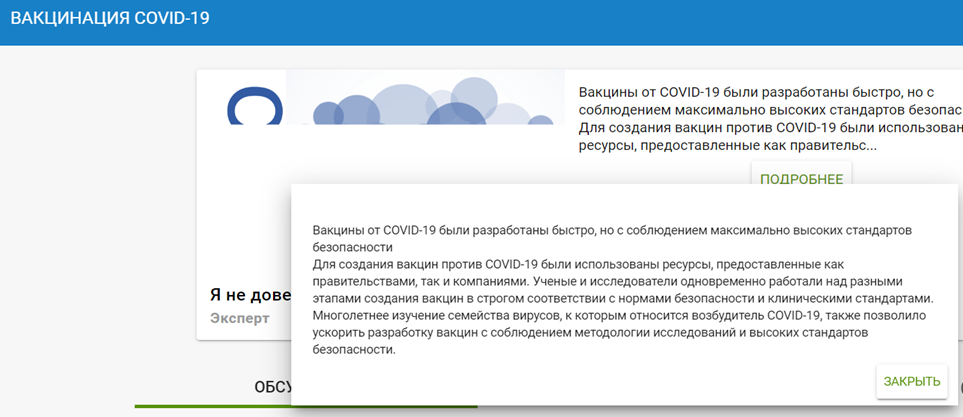 ВАКЦИНАЦИЯ COVID-19
Вакцины от COVID-19 были разработаны быстро, но с
соблюдением максимально высоких стандартов
Для создания вакцин против COVID-19 были
ресурсы, предоставленные как правительс...
ПОДРОБНЕЕ
Вакцины от COVID-19 были разработаны быстро, но с соблюдением максимально высоких стандартов
безопасности
Для создания вакцин против COVID-19 были использованы ресурсы, предоставленные как
правительствами, так и компаниями. Ученые и исследователи одновременно работали над разными
этапами создания вакцин в строгом соответствии с нормами безопасности и клиническими стандартами.
Многолетнее изучение семейства вирусов, к которым относится возбудитель COVID-19, также позволило
ускорить разработку вакцин с соблюдением методологии исследований и высоких стандартов
безопасности.
ЗАКРЫТЬ
Я не
Эксперт